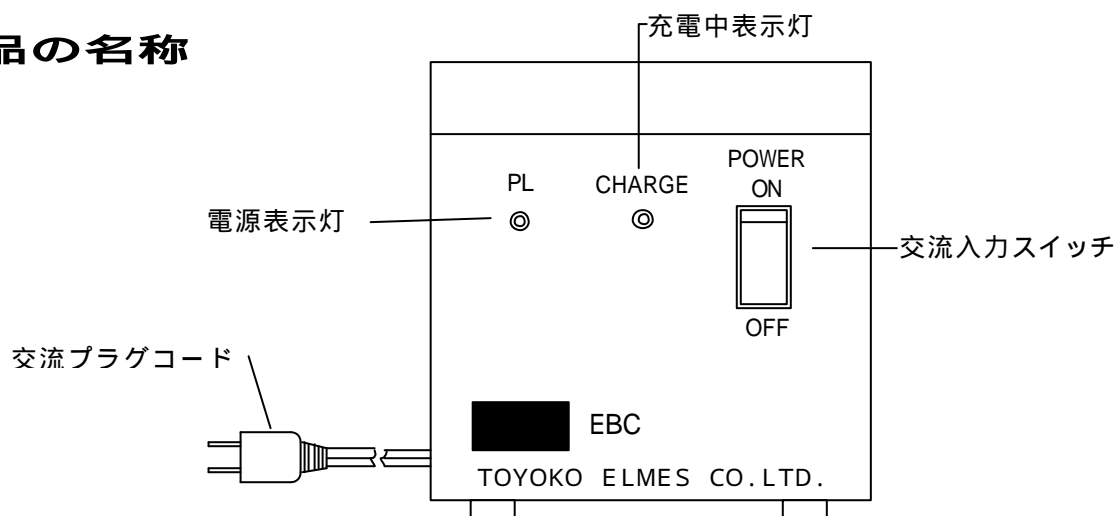 品の名称
充電中表示灯
POWER
ON
PL
CHARGE
電源表示灯
交流入力スイッチ
OFF
交流プラグコード
EBC
TOYOKO ELMES CO.LTD.